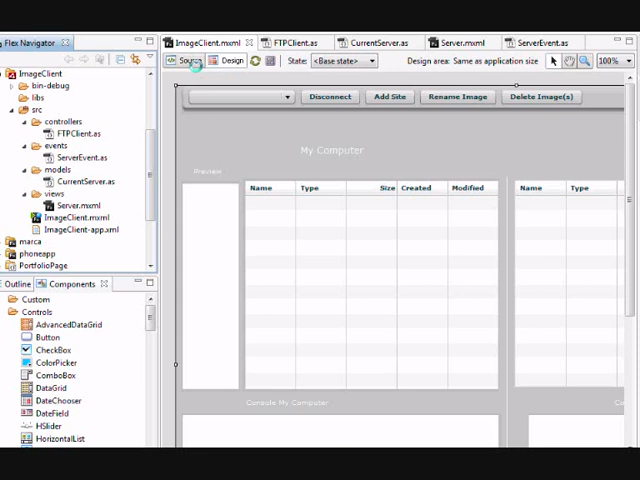 Flex Navigator
ImageClient.mxml
FTPClient.as
CurrentServer.as
Server.mxml
ServerEvent.as
Source
Design
State:
<Base state>
Design area: Same as application size
100%
ImageClient
bin-debug
libs
src
controllers
FTPClient.as
events
ServerEvent.as
models
CurrentServer.as
views
Server.mxml
ImageClient.mxml
ImageClient-app.xml
marca
phoneapp
PortfolioPage
Outline
Components
Custom
Controls
AdvancedDataGrid
Button
CheckBox
ColorPicker
ComboBox
DataGrid
DateChooser
DateField
HSlider
HorizontalList
Disconnect
Add Site
Rename Image
Delete Image(s)
My Computer
Preview
Name
Type
Size
Created
Modified
Name
Type
Console My Computer